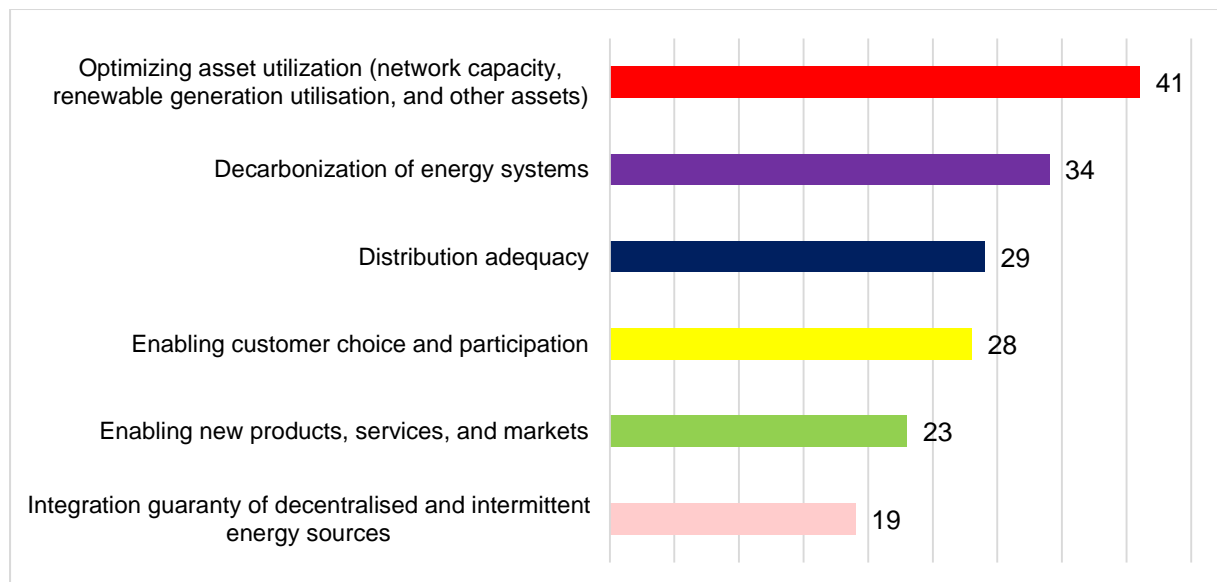 Optimizing asset utilization (network capacity,
renewable generation utilisation, and other assets)
41
Decarbonization of energy systems
34
Distribution adequacy
29
Enabling customer choice and participation
28
Enabling new products, services, and markets
23
Integration guaranty of decentralised and intermittent
energy sources
19